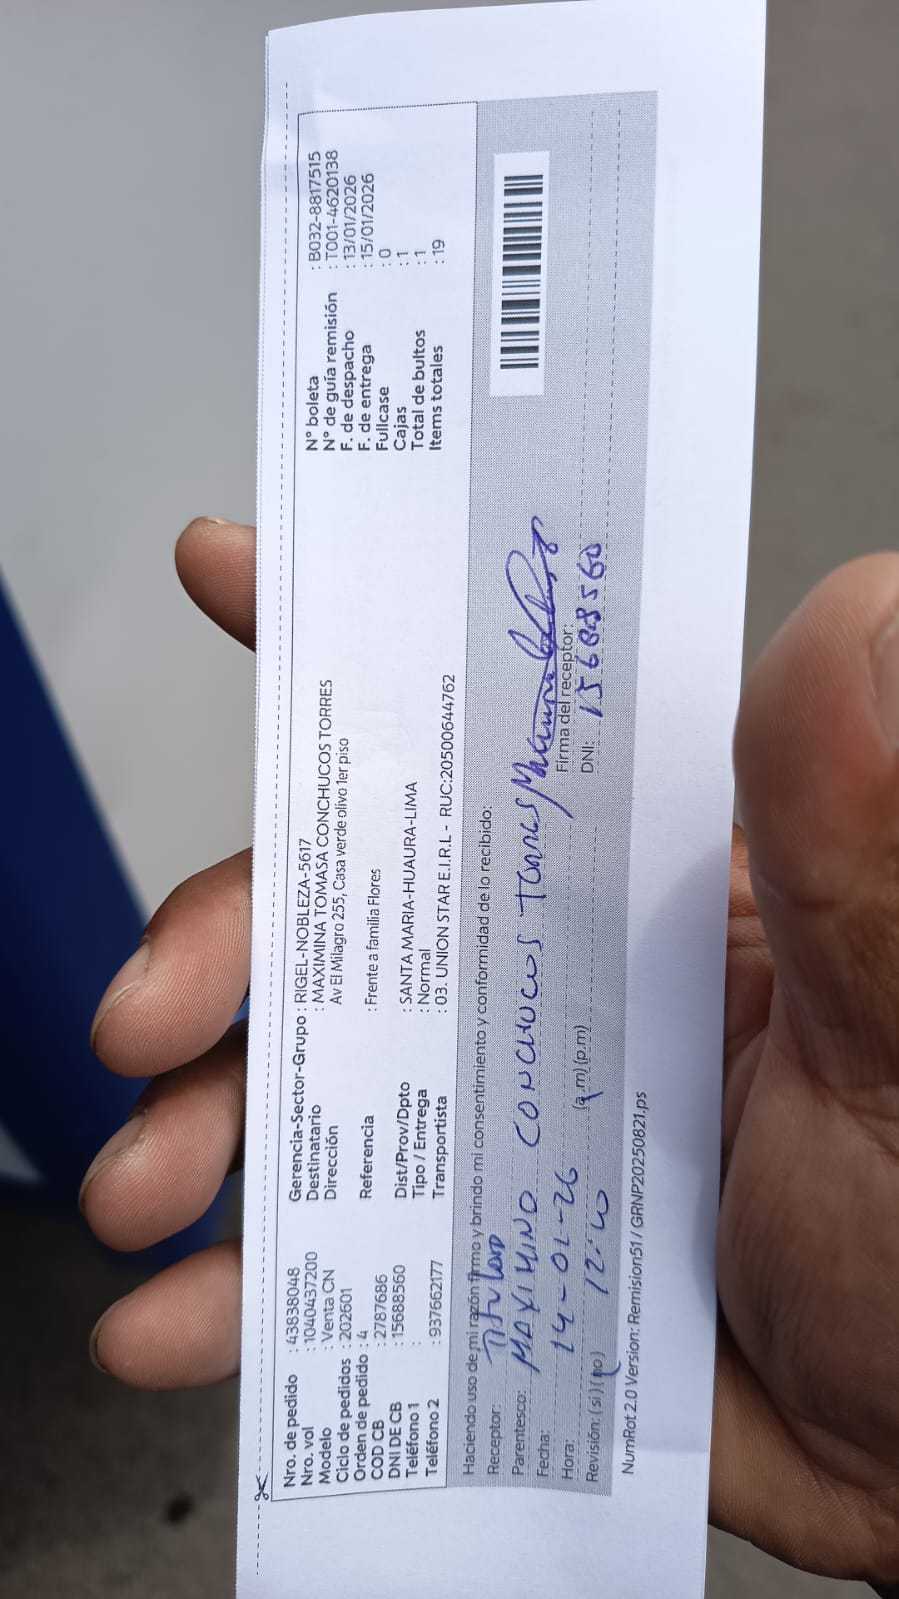 Nro. de pedido : 43838048
Nro. vol : 1040437200
Modelo : Venta CN
Ciclo de pedidos : 202601
Orden de pedido : 4
COD CB : 2787686
DNI DE CB : 15688560
Teléfono 1 :
Teléfono 2 : 937662177
Gerencia-Sector-Grupo : RIGEL-NOBLEZA-5617
Destinatario : MAXIMINA TOMASA CONCHUCOS TORRES
Dirección Av El Milagro 255, Casa verde olivo 1er piso
Referencia : Frente a familia Flores
Dist/Prov/Dpto : SANTA MARIA-HUAURA-LIMA
Tipo / Entrega : Normal
Transportista : 03. UNION STAR E.I.R.L - RUC:20500644762
N° boleta : B032-8817515
N° de guía remisión : T001-4620138
F. de despacho : 13/01/2026
F. de entrega : 15/01/2026
Fullcase : 0
Cajas : 1
Total de bultos : 1
Items totales : 19
Haciendo uso de mi razón firmo y brindo mi consentimiento y conformidad de lo recibido:
Receptor: Titular
Parentesco: MAXIMINO CONCHUCOS TORRES
Fecha: 14-01-26
Firma del receptor:
Hora: (a.m) (p.m)
DNI: 15688560
Revisión: (si) (no)
NumRot 2.0 Version: Remision51 / GRNP20250821.ps